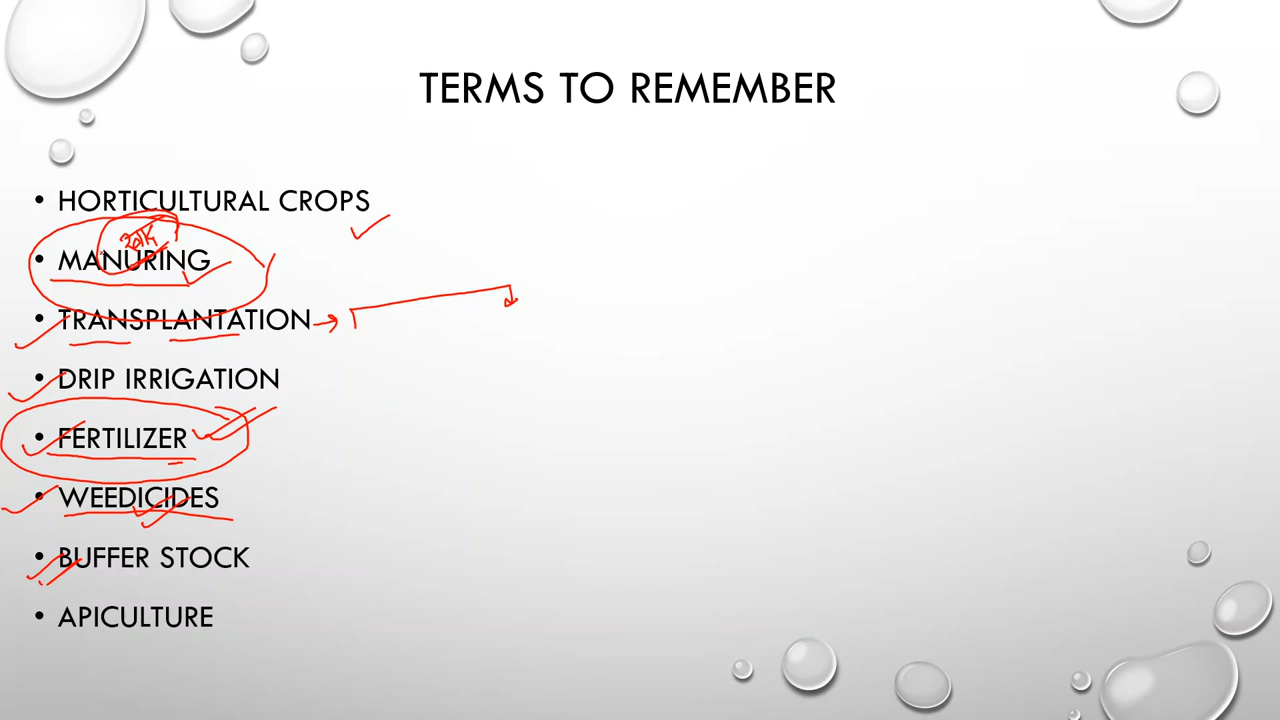 TERMS TO REMEMBER
• HORTICULTURAL CROPS
• MANURING
• TRANSPLANTATION
• DRIP IRRIGATION
• FERTILIZER
• WEEDICIDES
• BUFFER STOCK
• APICULTURE